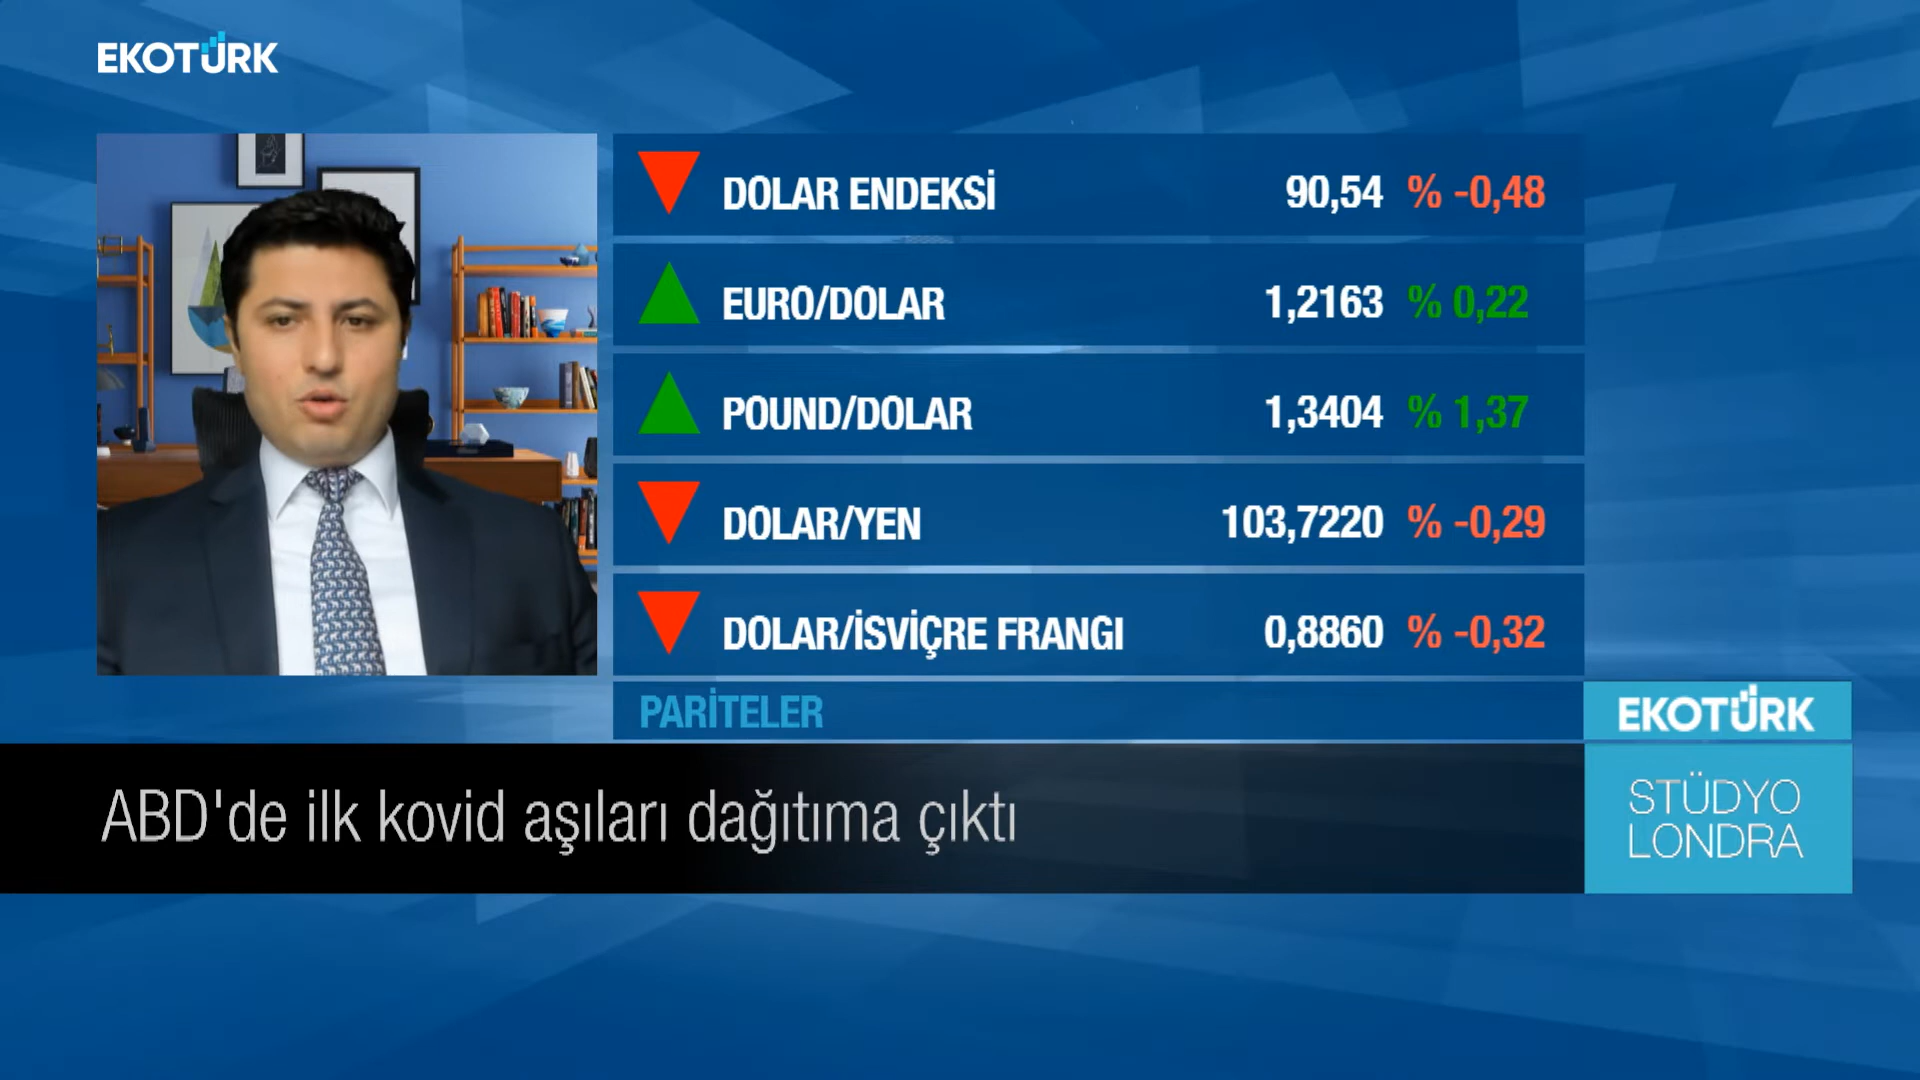 EKOTÜRK
DOLAR ENDEKSİ 90,54 % -0,48
EURO/DOLAR 1,2163 % 0,22
POUND/DOLAR 1,3404 % 1,37
DOLAR/YEN 103,7220 % -0,29
DOLAR/İSVİÇRE FRANGI 0,8860 % -0,32
PARİTELER
EKOTÜRK
ABD'de ilk kovid aşıları dağıtıma çıktı
STÜDYO
LONDRA